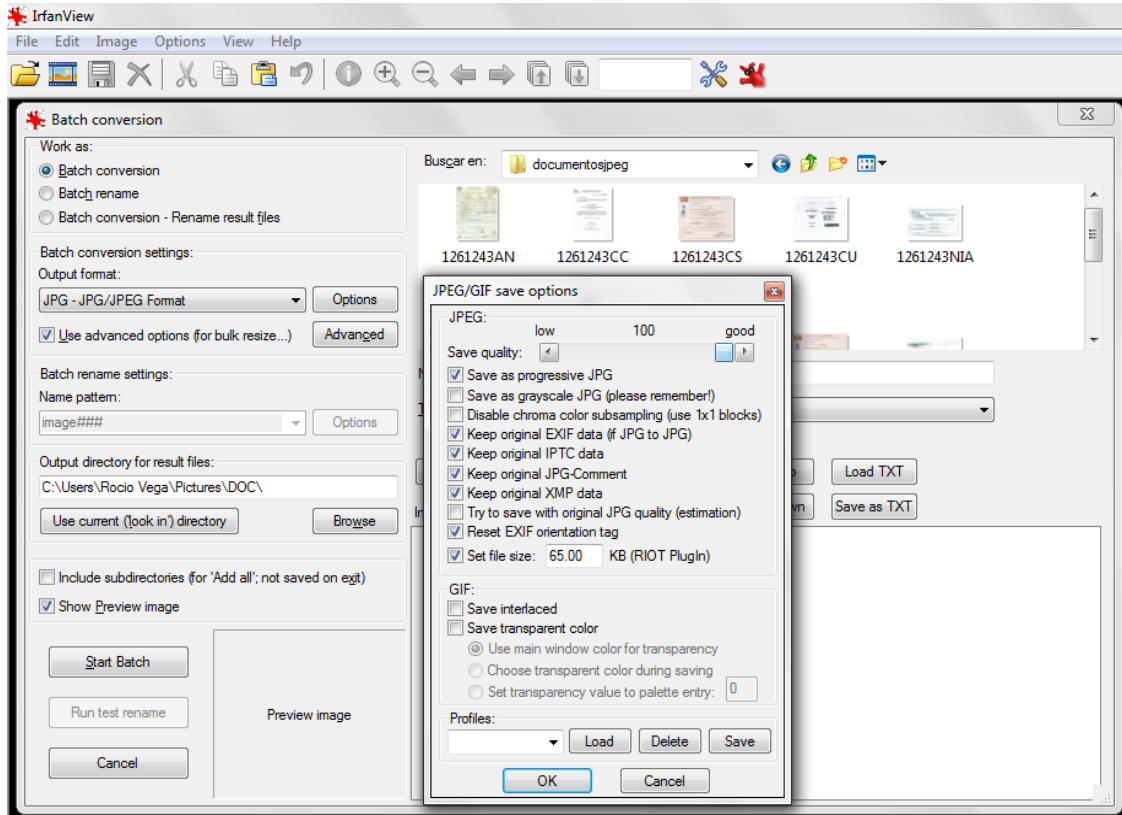 IrfanView
File Edit Image Options View Help
Batch conversion
Work as:
Batch conversion
Batch rename
Batch conversion - Rename result files
Batch conversion settings:
Output format:
JPG - JPG/JPEG Format
Options
Use advanced options (for bulk resize...)
Advanced
Batch rename settings:
Name pattern:
image###
Options
Output directory for result files:
C:\Users\Rocio Vega\Pictures\DOC\
Use current ('look in') directory
Browse
Include subdirectories (for 'Add all'; not saved on exit)
Show Preview image
Start Batch
Run test rename
Cancel
Preview image
Buscar en:
documentosjpeg
1261243AN 1261243CC 1261243CS 1261243CU 1261243NIA
Load TXT
Save as TXT
JPEG/GIF save options
JPEG:
low 100 good
Save quality:
Save as progressive JPG
Save as grayscale JPG (please remember!)
Disable chroma color subsampling (use 1x1 blocks)
Keep original EXIF data (if JPG to JPG)
Keep original IPTC data
Keep original JPG-Comment
Keep original XMP data
Try to save with original JPG quality (estimation)
Reset EXIF orientation tag
Set file size: 65.00 KB (RIOT PlugIn)
GIF:
Save interlaced
Save transparent color
Use main window color for transparency
Choose transparent color during saving
Set transparency value to palette entry: 0
Profiles:
Load Delete Save
OK Cancel